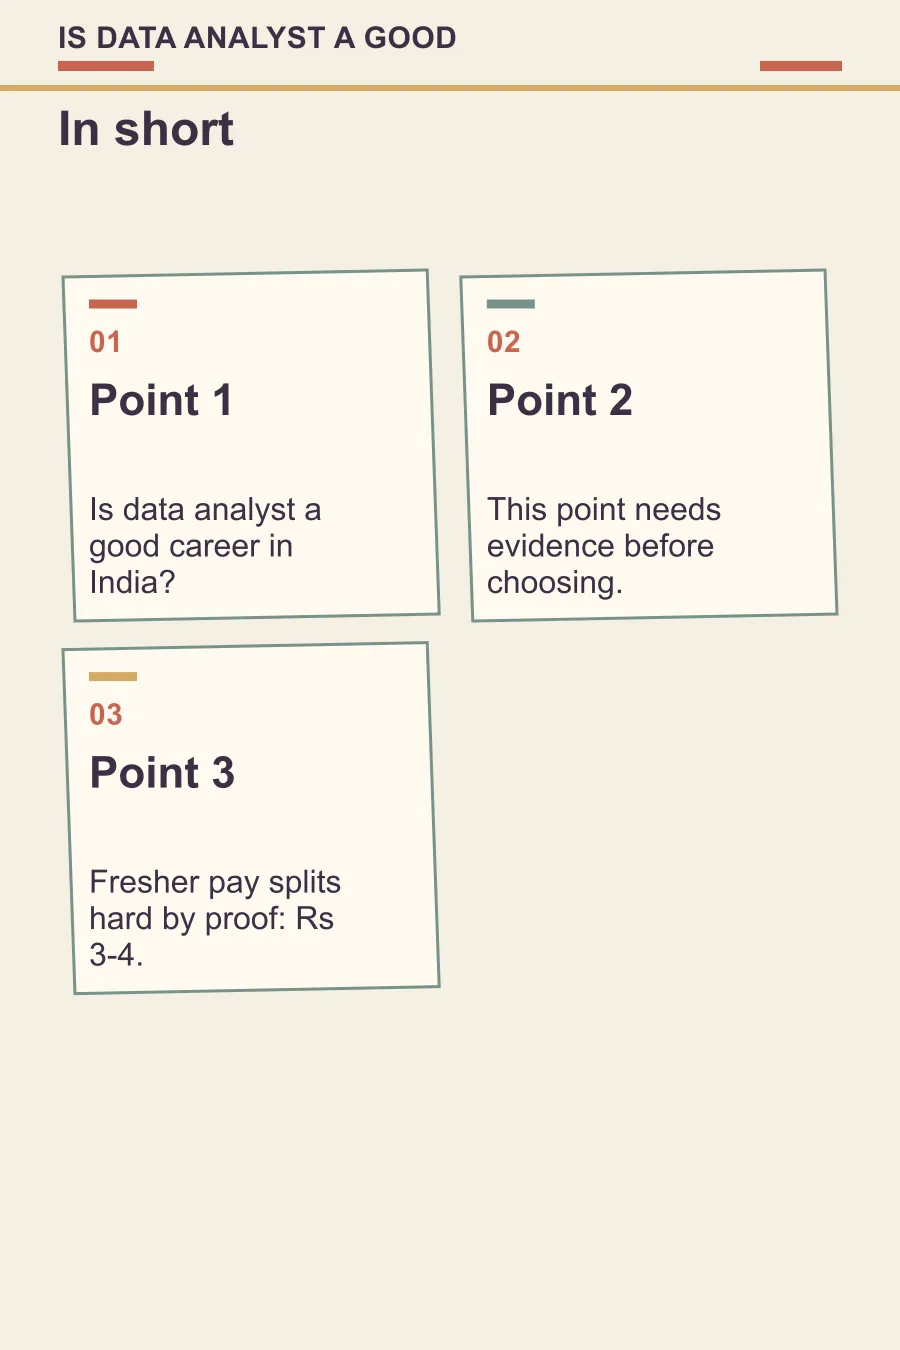 IS DATA ANALYST A GOOD
In short
01
Point 1
Is data analyst a
good career in
India?
02
Point 2
This point needs
evidence before
choosing.
03
Point 3
Fresher pay splits
hard by proof: Rs
3-4.